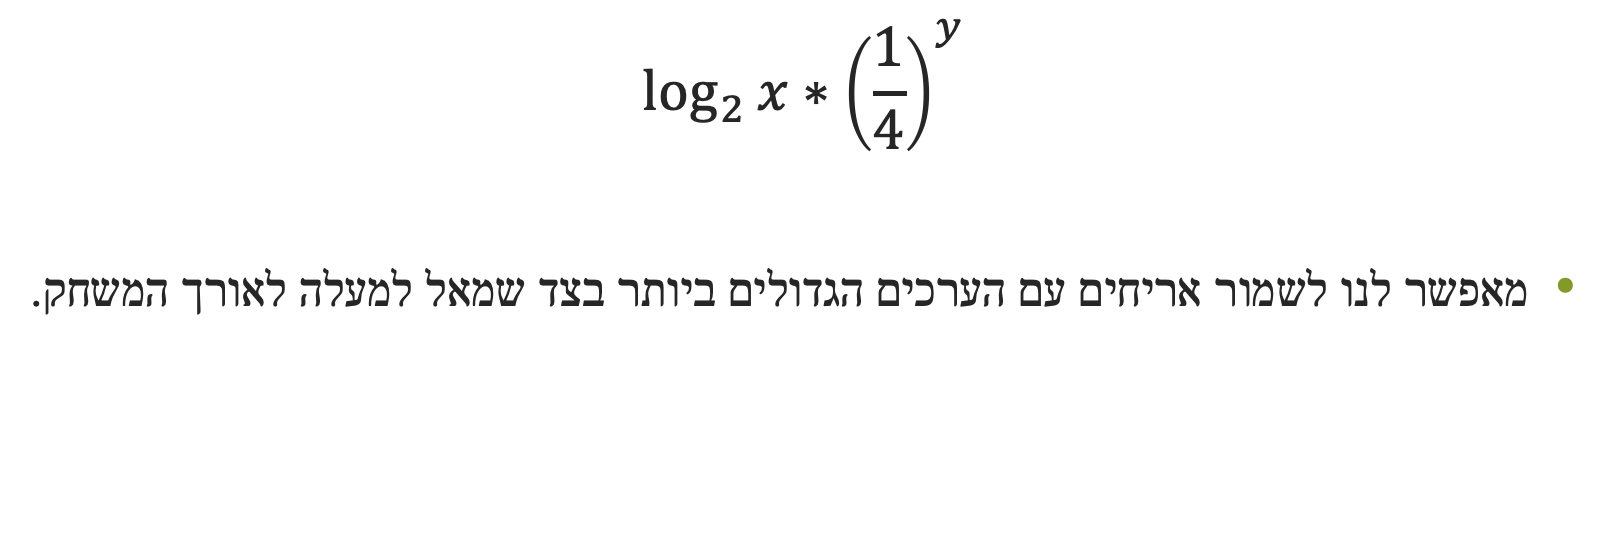 log₂ x * (1/4)^y
• מאפשר לנו לשמור אריחים עם הערכים הגדולים ביותר בצד שמאל למעלה לאורך המשחק.